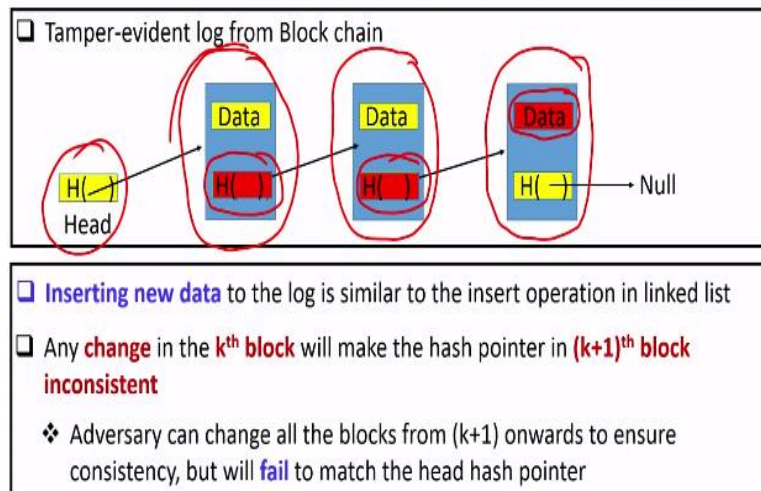 ❑ Tamper-evident log from Block chain
Data Data Data
H( ) H( ) H( ) H( ) Null
Head
❑ Inserting new data to the log is similar to the insert operation in linked list
❑ Any change in the kth block will make the hash pointer in (k+1)th block
inconsistent
❖ Adversary can change all the blocks from (k+1) onwards to ensure
consistency, but will fail to match the head hash pointer